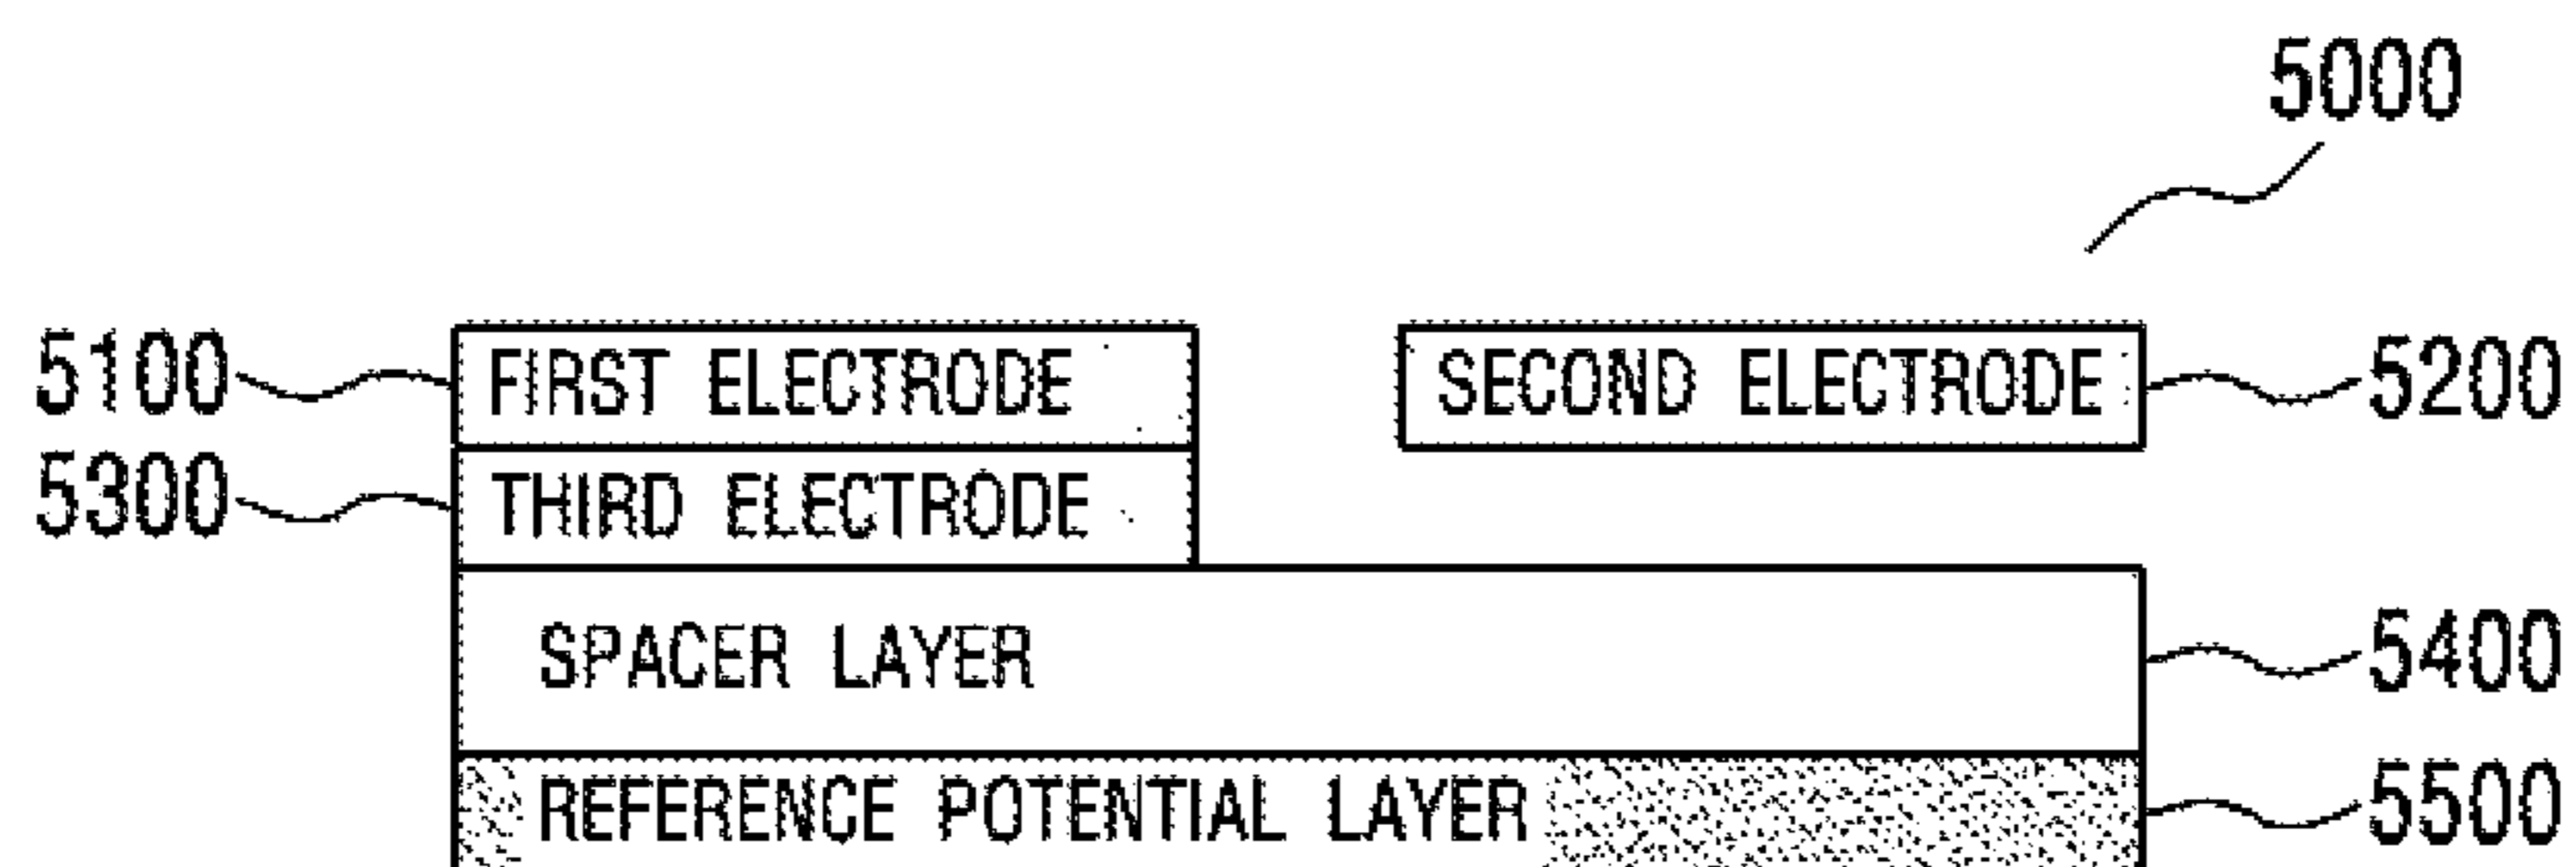 5000
5100 FIRST ELECTRODE SECOND ELECTRODE 5200
5300 THIRD ELECTRODE
SPACER LAYER 5400
REFERENCE POTENTIAL LAYER 5500